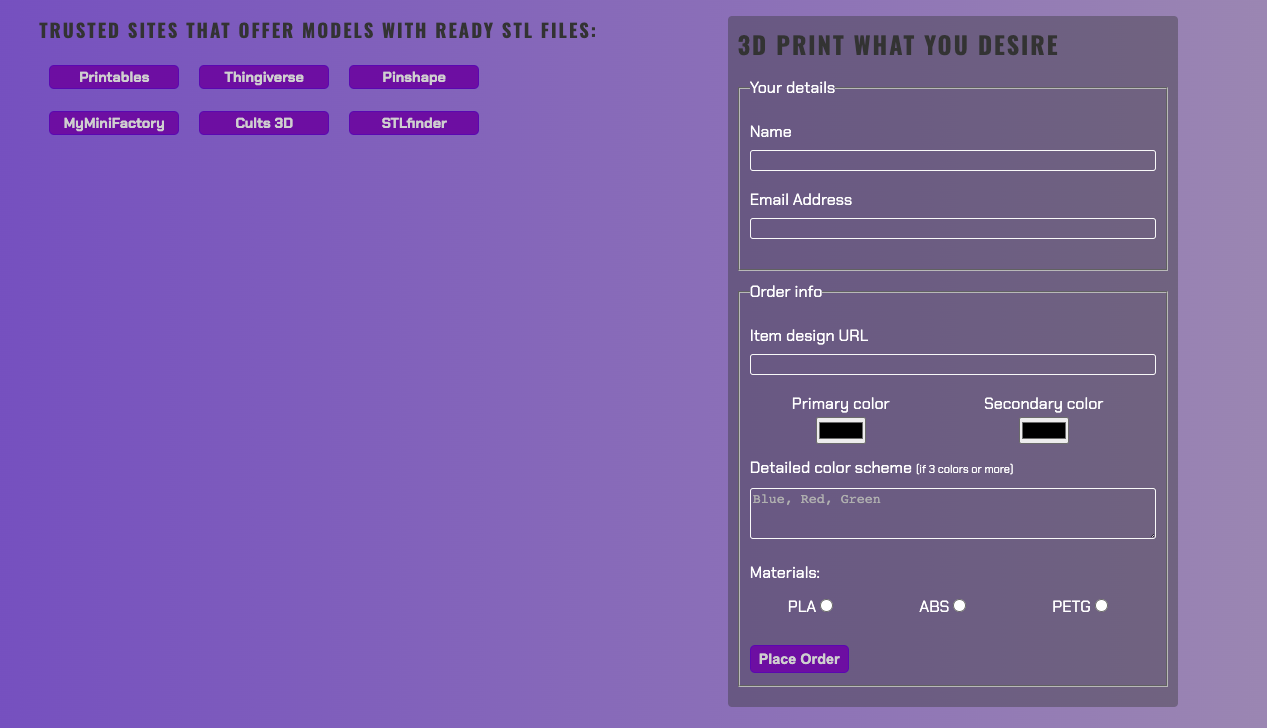 TRUSTED SITES THAT OFFER MODELS WITH READY STL FILES:
Printables Thingiverse Pinshape
MyMiniFactory Cults 3D STLfinder
3D PRINT WHAT YOU DESIRE
Your details
Name
Email Address
Order info
Item design URL
Primary color Secondary color
Detailed color scheme (if 3 colors or more)
Blue, Red, Green
Materials:
PLA ABS PETG
Place Order